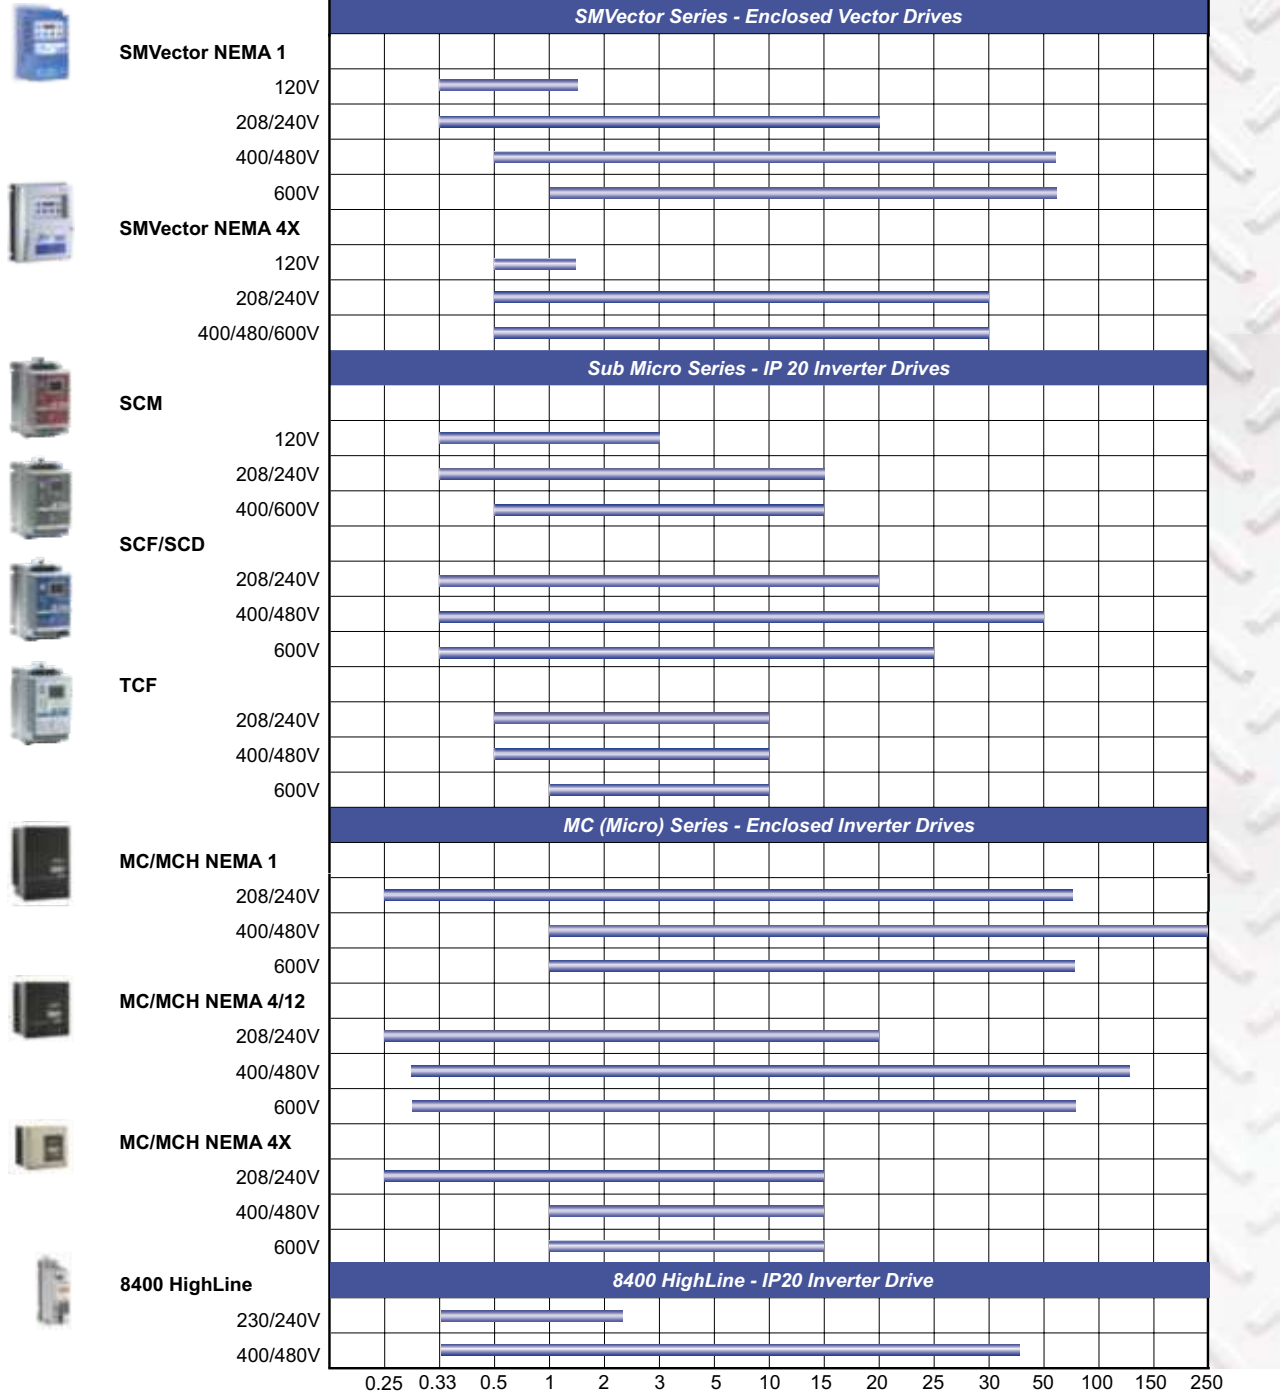 SMVector Series - Enclosed Vector Drives
SMVector NEMA 1
120V
208/240V
400/480V
600V
SMVector NEMA 4X
120V
208/240V
400/480/600V
Sub Micro Series - IP 20 Inverter Drives
SCM
120V
208/240V
400/600V
SCF/SCD
208/240V
400/480V
600V
TCF
208/240V
400/480V
600V
MC (Micro) Series - Enclosed Inverter Drives
MC/MCH NEMA 1
208/240V
400/480V
600V
MC/MCH NEMA 4/12
208/240V
400/480V
600V
MC/MCH NEMA 4X
208/240V
400/480V
600V
8400 HighLine 8400 HighLine - IP20 Inverter Drive
230/240V
400/480V
0.25 0.33 0.5 1 2 3 5 10 15 20 25 30 50 100 150 250